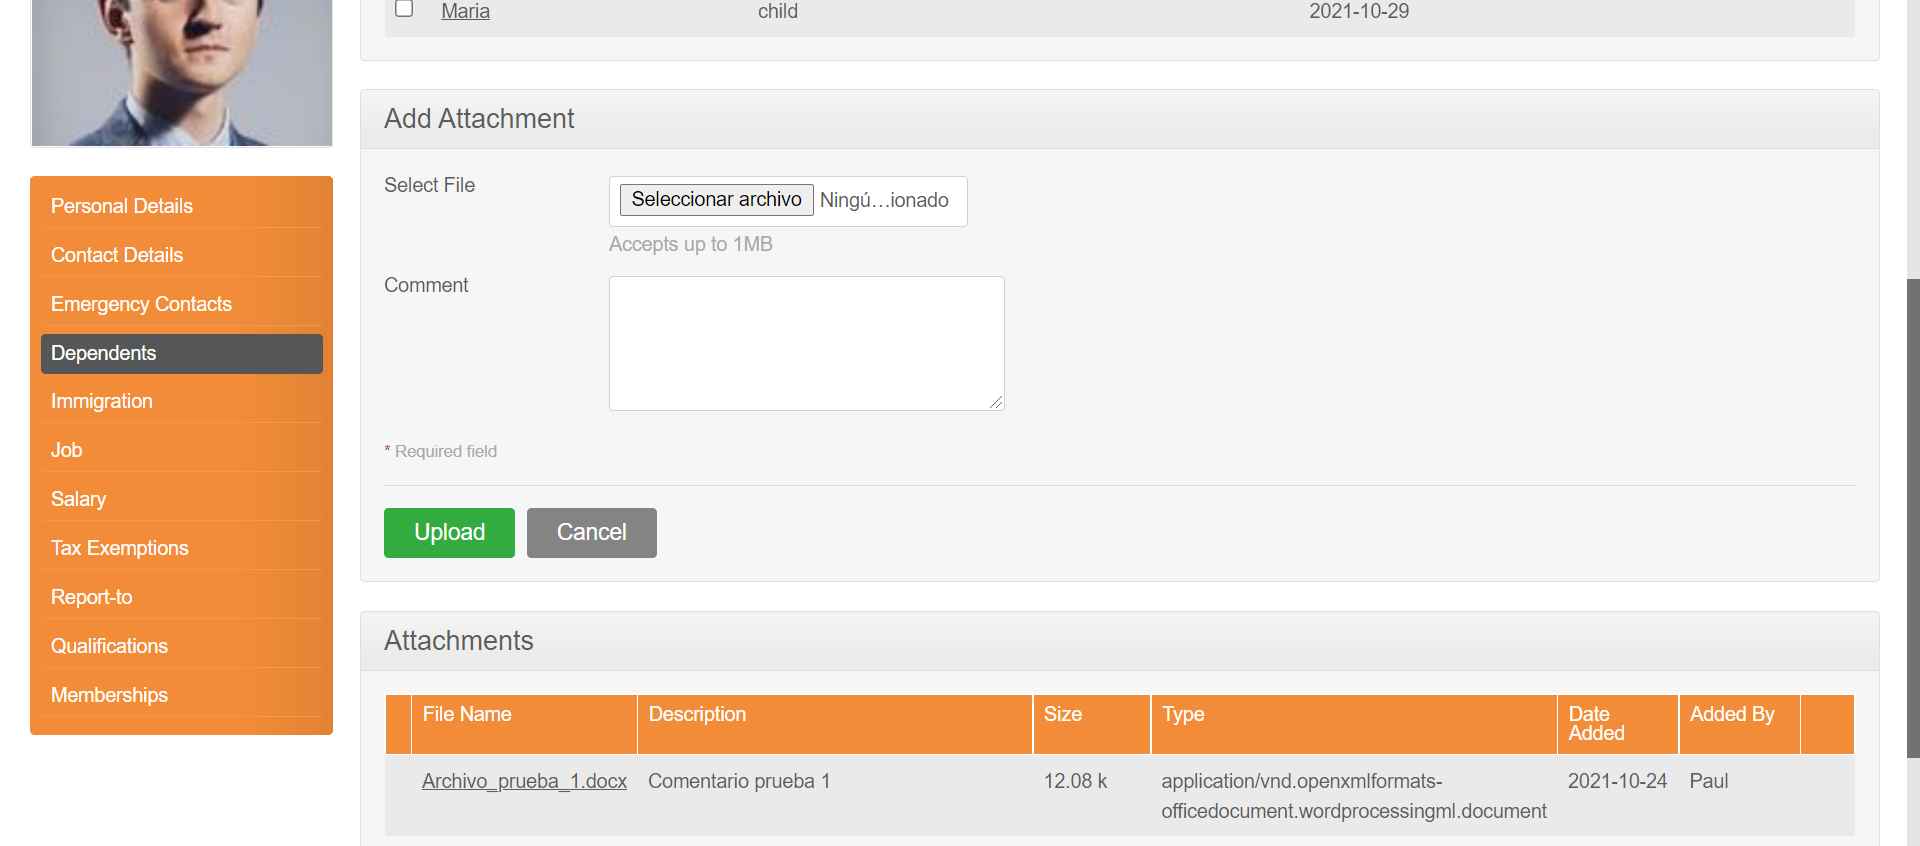 Maria child 2021-10-29
Add Attachment
Select File
Seleccionar archivo Ningú…ionado
Accepts up to 1MB
Comment
* Required field
Upload Cancel
Personal Details
Contact Details
Emergency Contacts
Dependents
Immigration
Job
Salary
Tax Exemptions
Report-to
Qualifications
Memberships
Attachments
File Name Description Size Type Date Added Added By
Archivo_prueba_1.docx Comentario prueba 1 12.08 k application/vnd.openxmlformats-
officedocument.wordprocessingml.document 2021-10-24 Paul